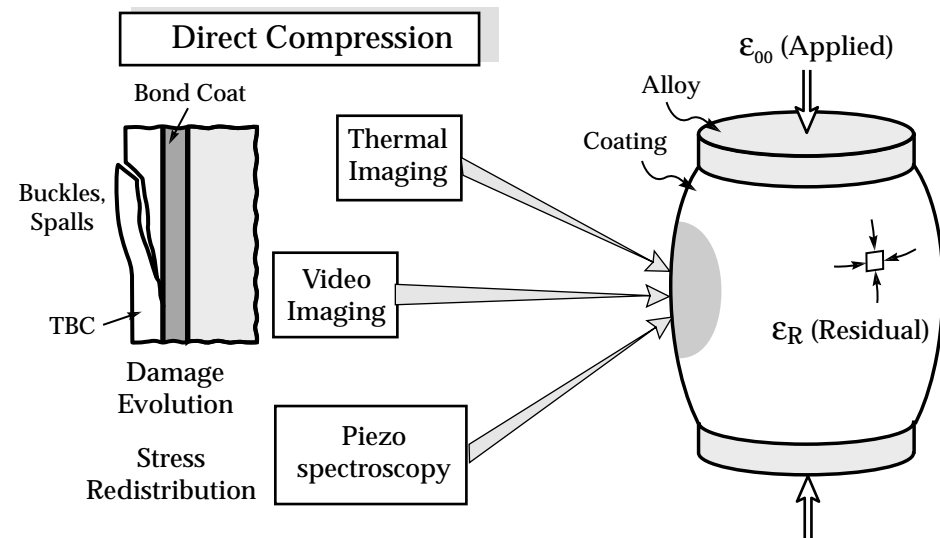 Direct Compression
Bond Coat
Buckles,
Spalls
TBC
Damage
Evolution
Stress
Redistribution
Thermal
Imaging
Video
Imaging
Piezo
spectroscopy
ε₀₀ (Applied)
Alloy
Coating
εR (Residual)